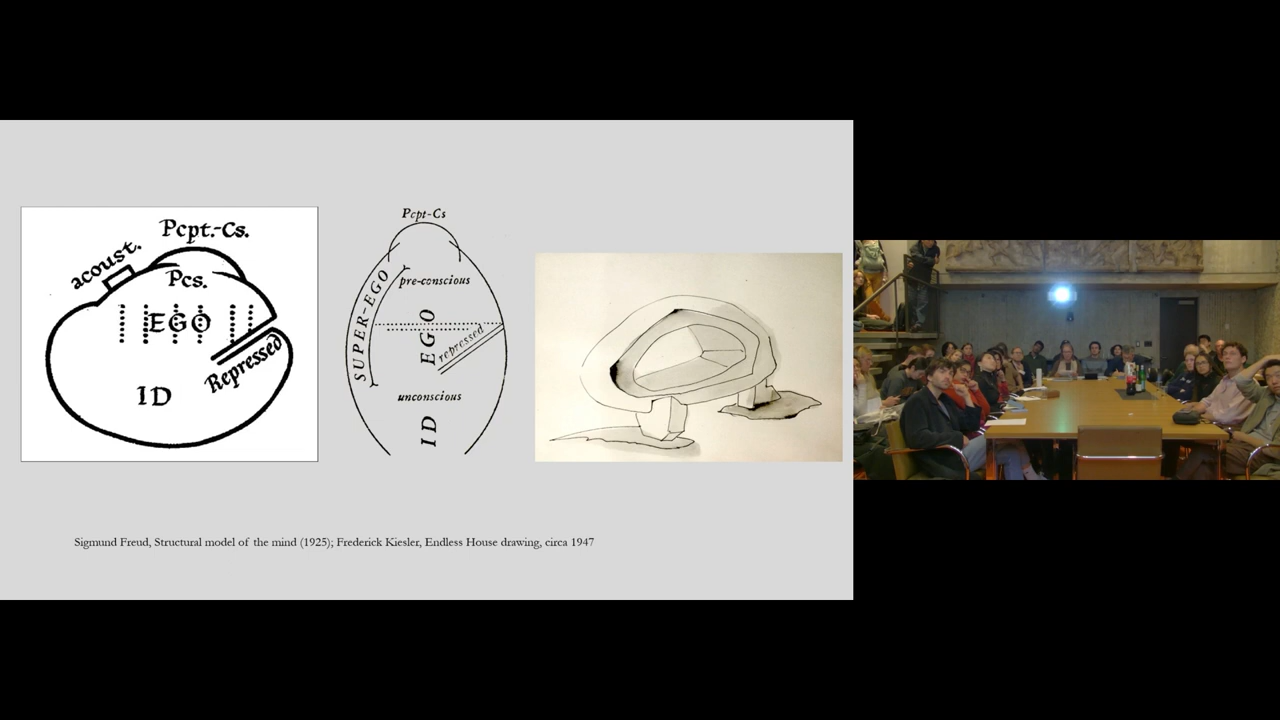 Pcpt.-Cs.
acoust.
Pcs.
EGO
Repressed
ID
Pcpt-Cs
SUPER-EGO
pre-conscious
EGO
repressed
unconscious
ID
Sigmund Freud, Structural model of the mind (1925); Frederick Kiesler, Endless House drawing, circa 1947